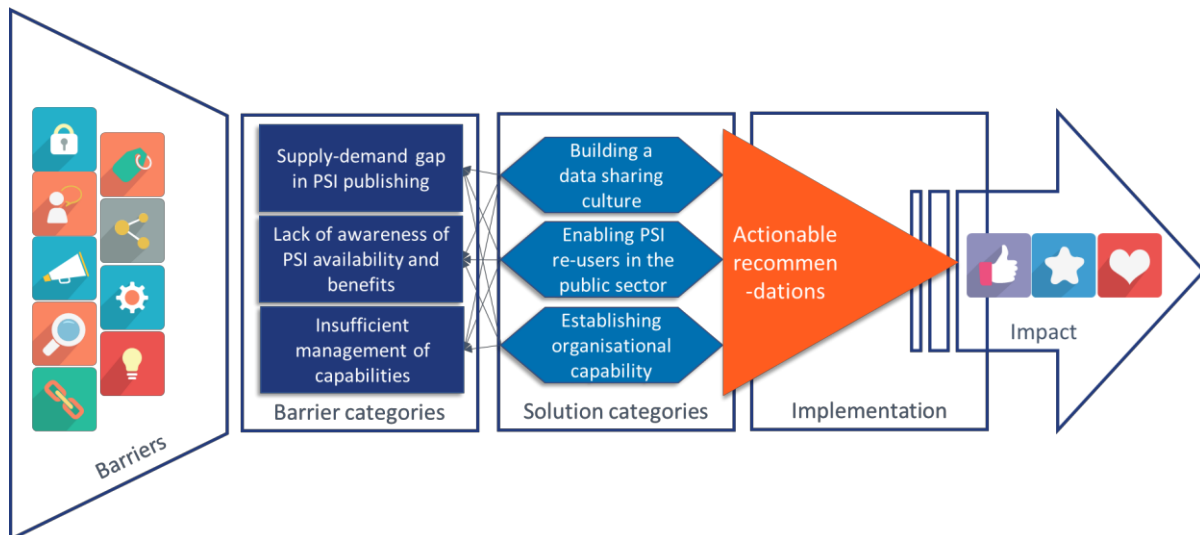 Barriers
Supply-demand gap
in PSI publishing
Lack of awareness of
PSI availability and
benefits
Insufficient
management of
capabilities
Barrier categories
Building a
data sharing
culture
Enabling PSI
re-users in the
public sector
Establishing
organisational
capability
Solution categories
Actionable
recommen
-dations
Implementation
Impact